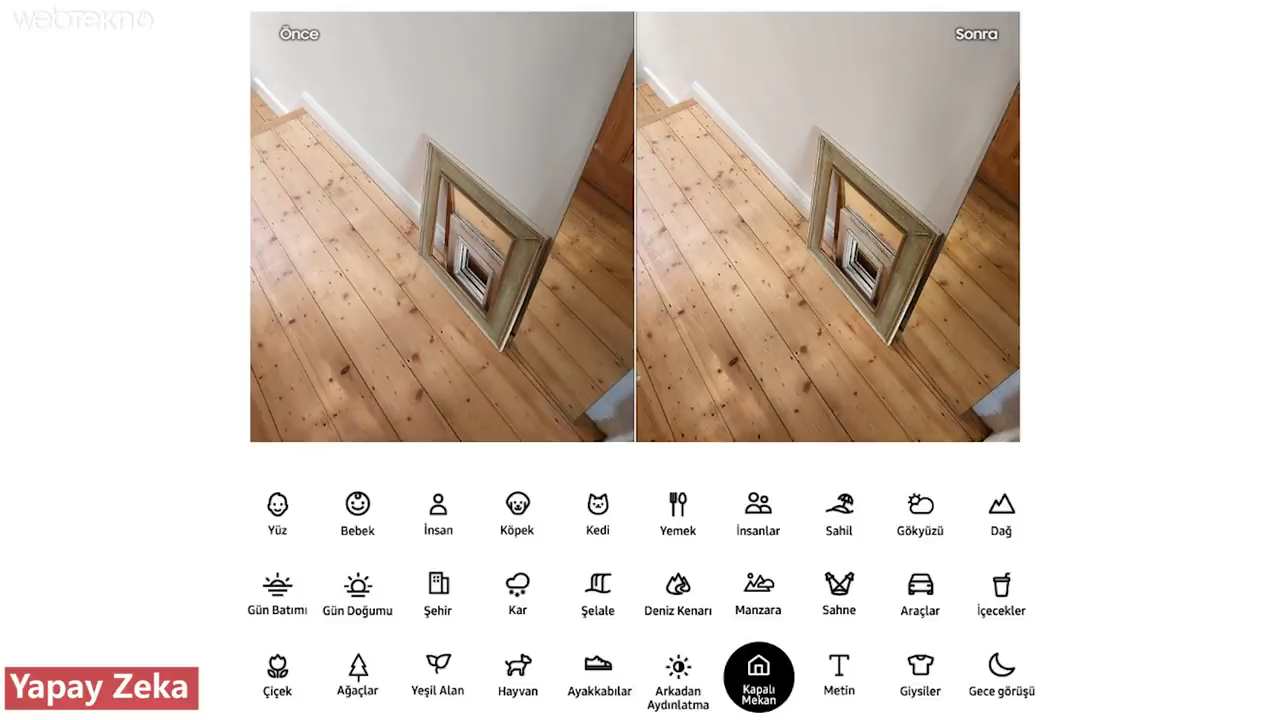 webtekno
Önce
Sonra
Yüz
Bebek
İnsan
Köpek
Kedi
Yemek
İnsanlar
Sahil
Gökyüzü
Dağ
Gün Batımı
Gün Doğumu
Şehir
Kar
Şelale
Deniz Kenarı
Manzara
Sahne
Araçlar
İçecekler
Çiçek
Ağaçlar
Yeşil Alan
Hayvan
Ayakkabılar
Arkadan
Aydınlatma
Kapalı
Mekan
Metin
Giysiler
Gece görüşü
Yapay Zeka